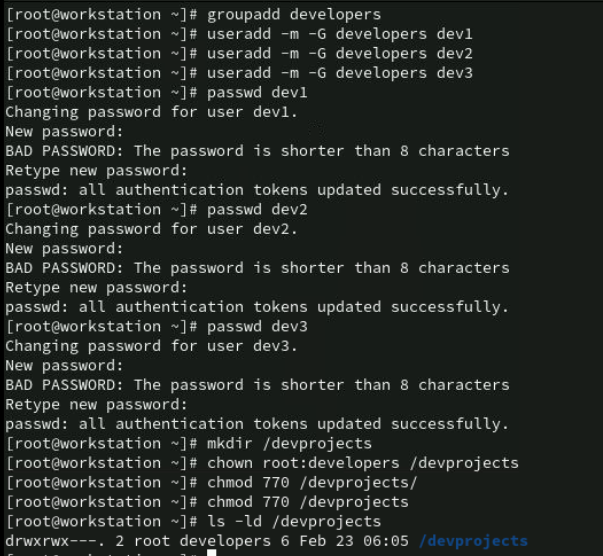 [root@workstation ~]# groupadd developers
[root@workstation ~]# useradd -m -G developers dev1
[root@workstation ~]# useradd -m -G developers dev2
[root@workstation ~]# useradd -m -G developers dev3
[root@workstation ~]# passwd dev1
Changing password for user dev1.
New password:
BAD PASSWORD: The password is shorter than 8 characters
Retype new password:
passwd: all authentication tokens updated successfully.
[root@workstation ~]# passwd dev2
Changing password for user dev2.
New password:
BAD PASSWORD: The password is shorter than 8 characters
Retype new password:
passwd: all authentication tokens updated successfully.
[root@workstation ~]# passwd dev3
Changing password for user dev3.
New password:
BAD PASSWORD: The password is shorter than 8 characters
Retype new password:
passwd: all authentication tokens updated successfully.
[root@workstation ~]# mkdir /devprojects
[root@workstation ~]# chown root:developers /devprojects
[root@workstation ~]# chmod 770 /devprojects/
[root@workstation ~]# chmod 770 /devprojects
[root@workstation ~]# ls -ld /devprojects
drwxrwx---. 2 root developers 6 Feb 23 06:05 /devprojects